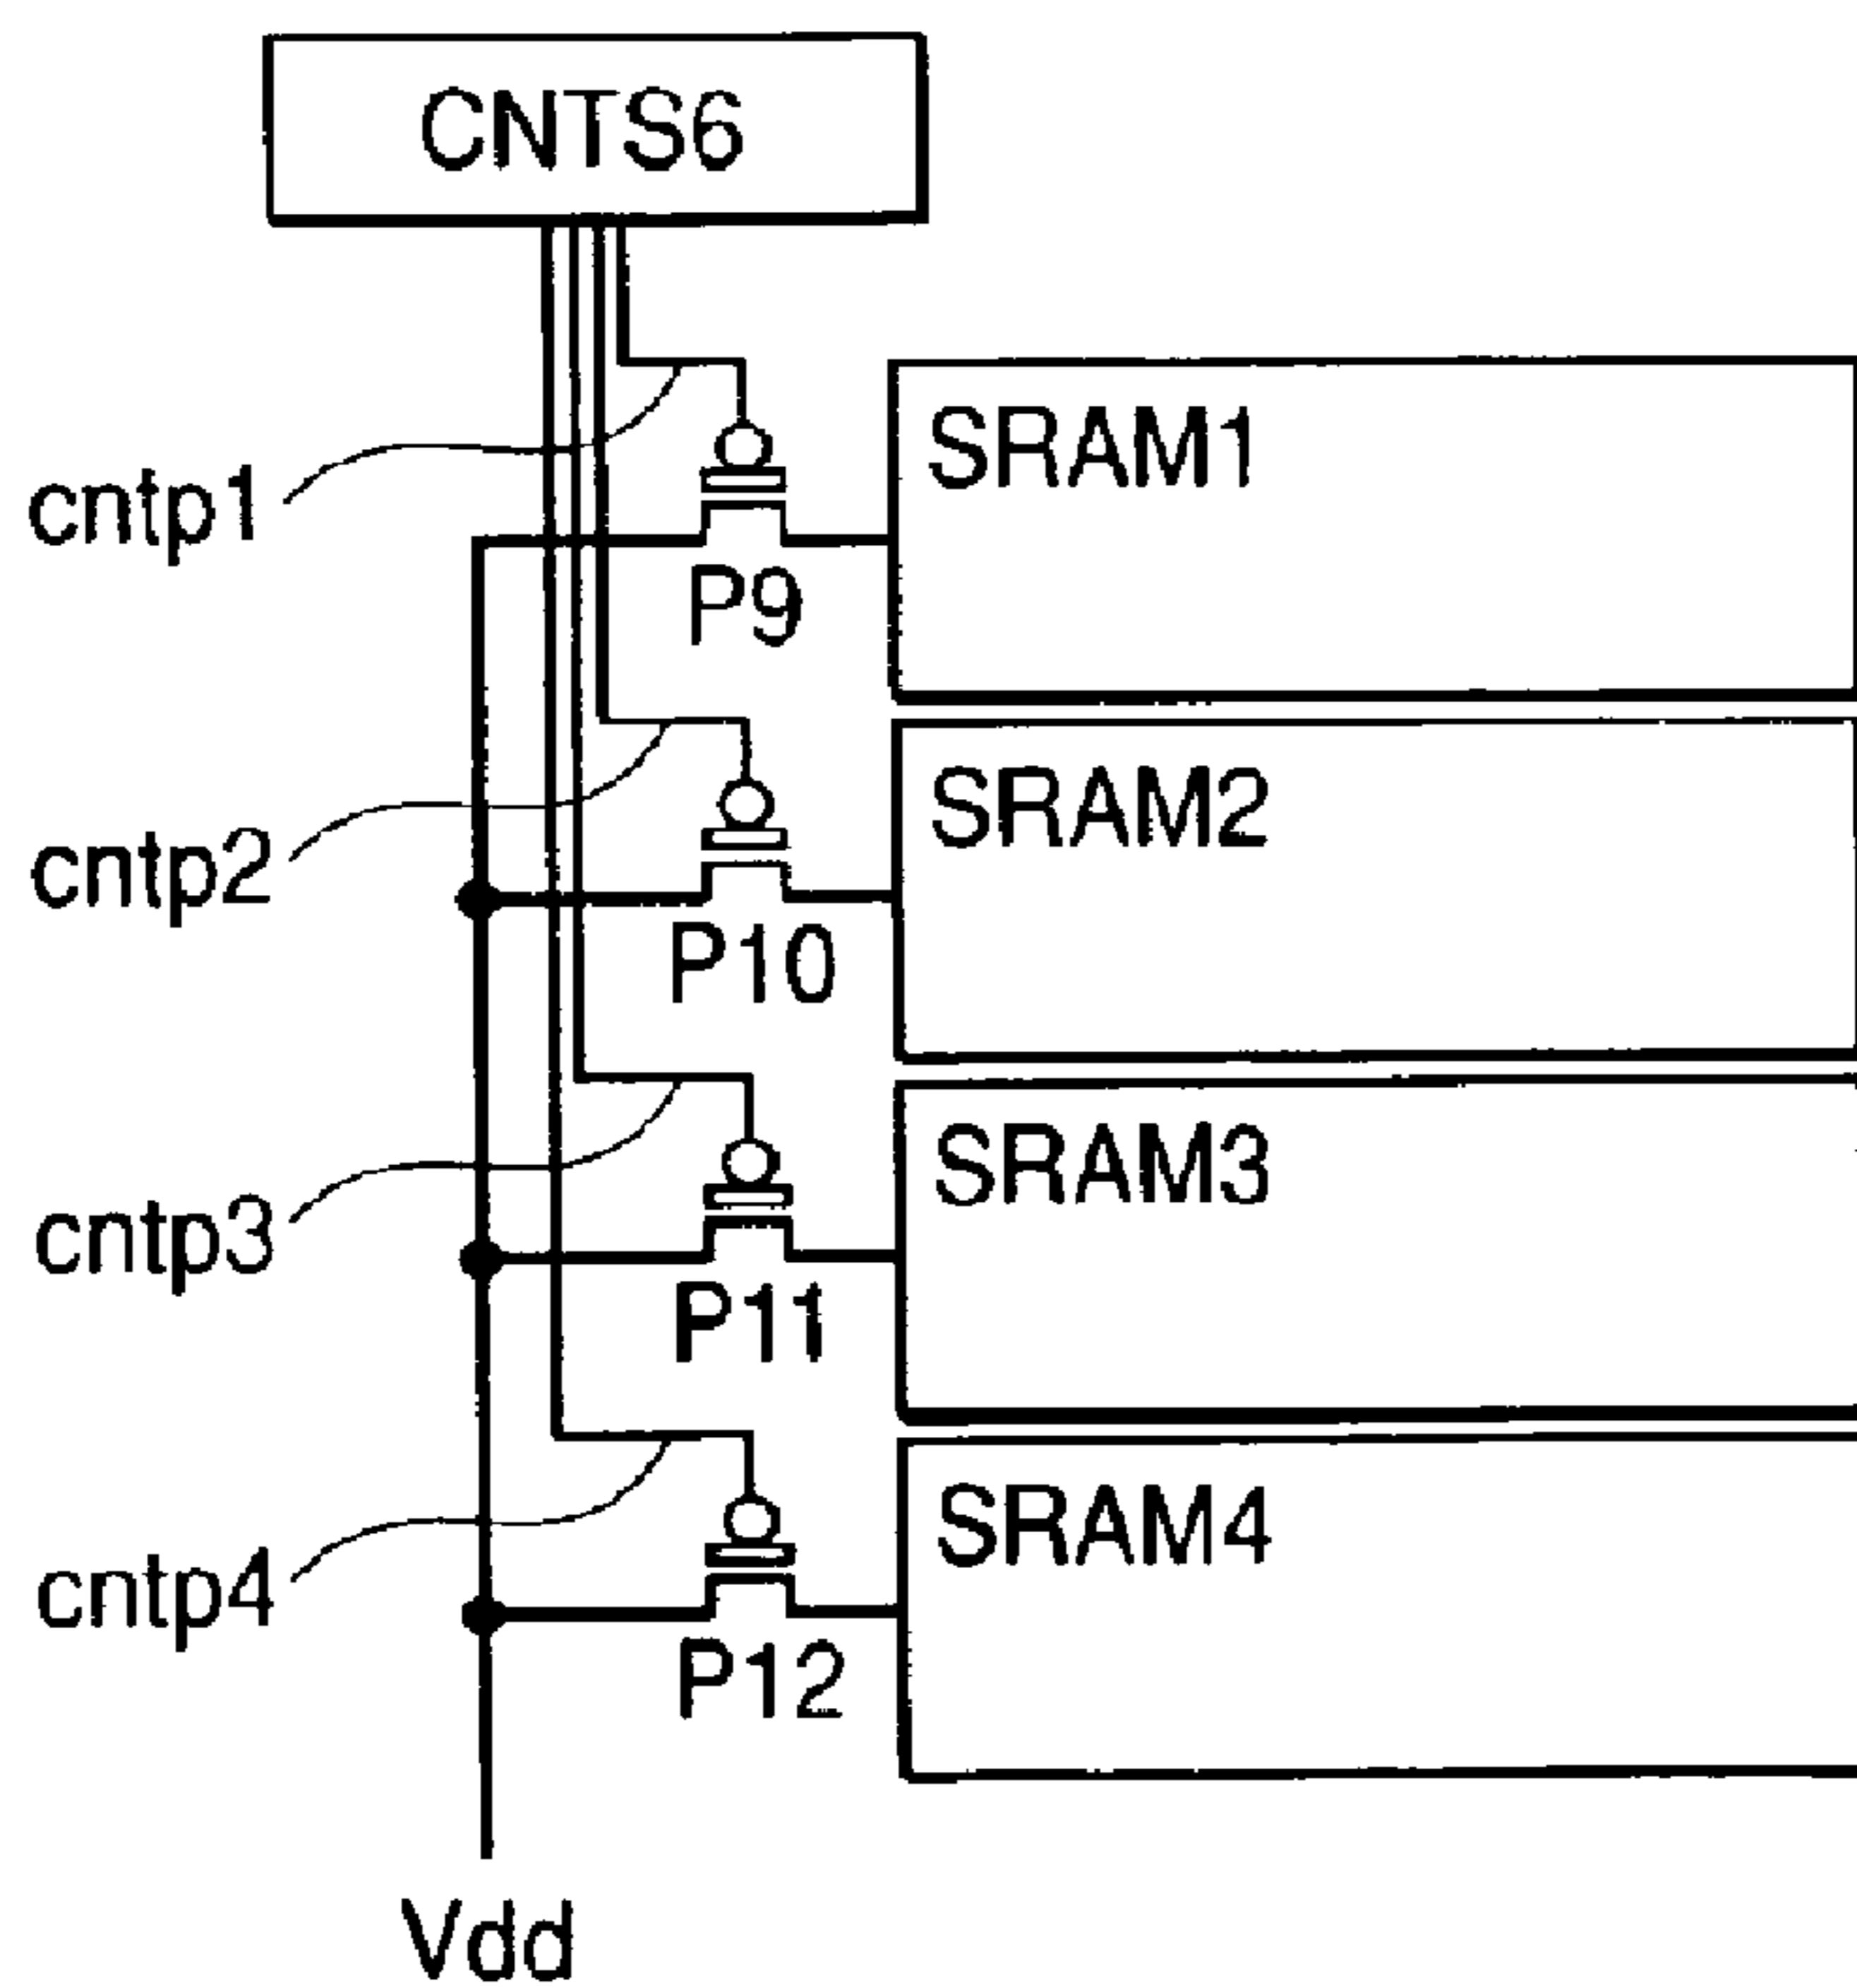 CNTS6
SRAM1
cntp1
P9
SRAM2
cntp2
P10
SRAM3
cntp3
P11
SRAM4
cntp4
P12
Vdd